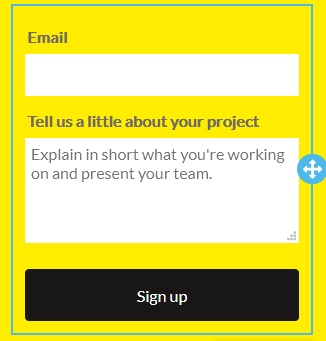 Email
Tell us a little about your project
Explain in short what you're working
on and present your team.
Sign up